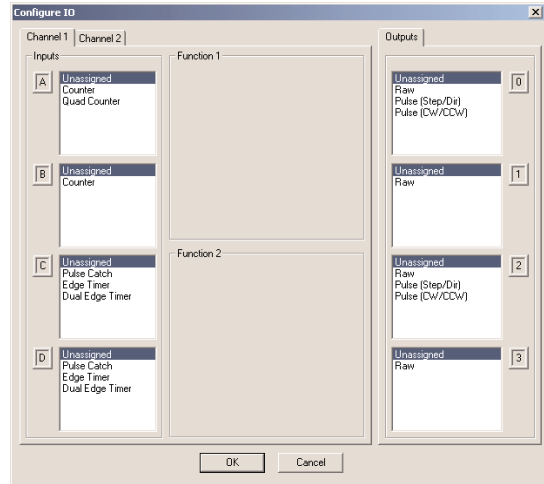 Configure IO
Channel 1
Channel 2
Inputs
A
Unassigned
Counter
Quad Counter
B
Unassigned
Counter
C
Unassigned
Pulse Catch
Edge Timer
Dual Edge Timer
D
Unassigned
Pulse Catch
Edge Timer
Dual Edge Timer
Function 1
Function 2
Outputs
Unassigned
Raw
Pulse (Step/Dir)
Pulse (CW/CCW)
0
Unassigned
Raw
1
Unassigned
Raw
Pulse (Step/Dir)
Pulse (CW/CCW)
2
Unassigned
Raw
3
OK
Cancel